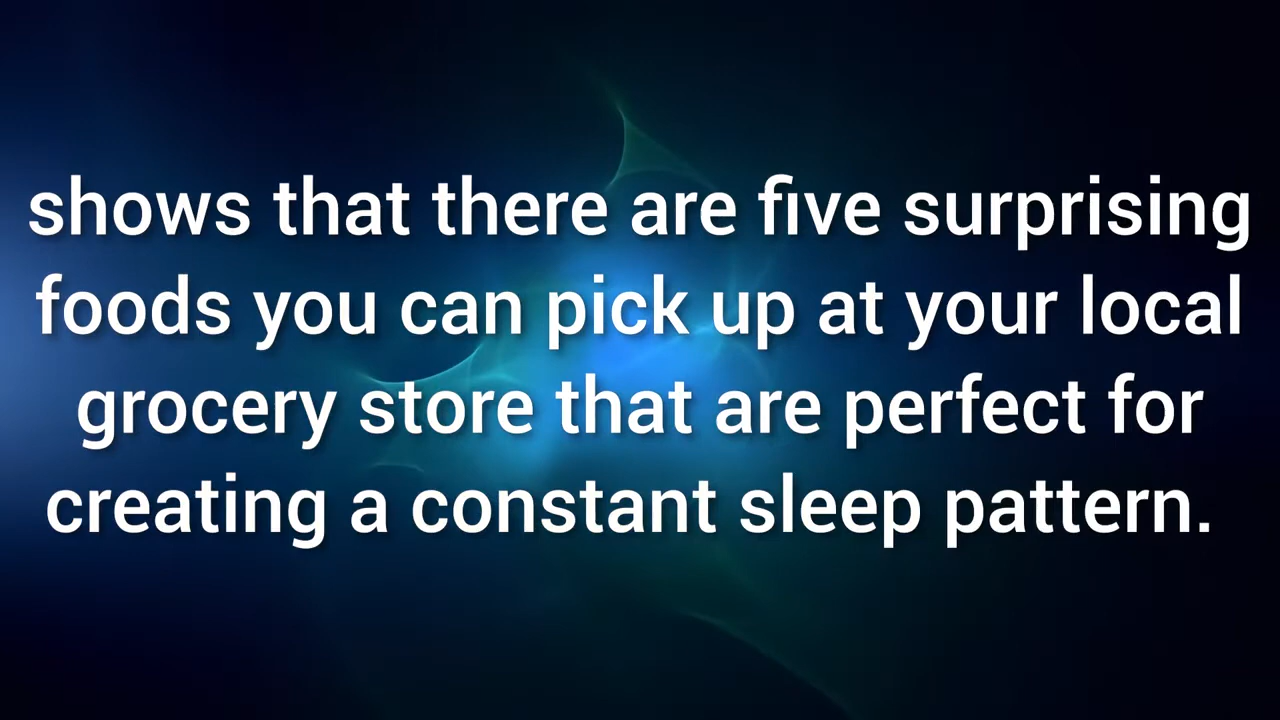 shows that there are five surprising
foods you can pick up at your local
grocery store that are perfect for
creating a constant sleep pattern.